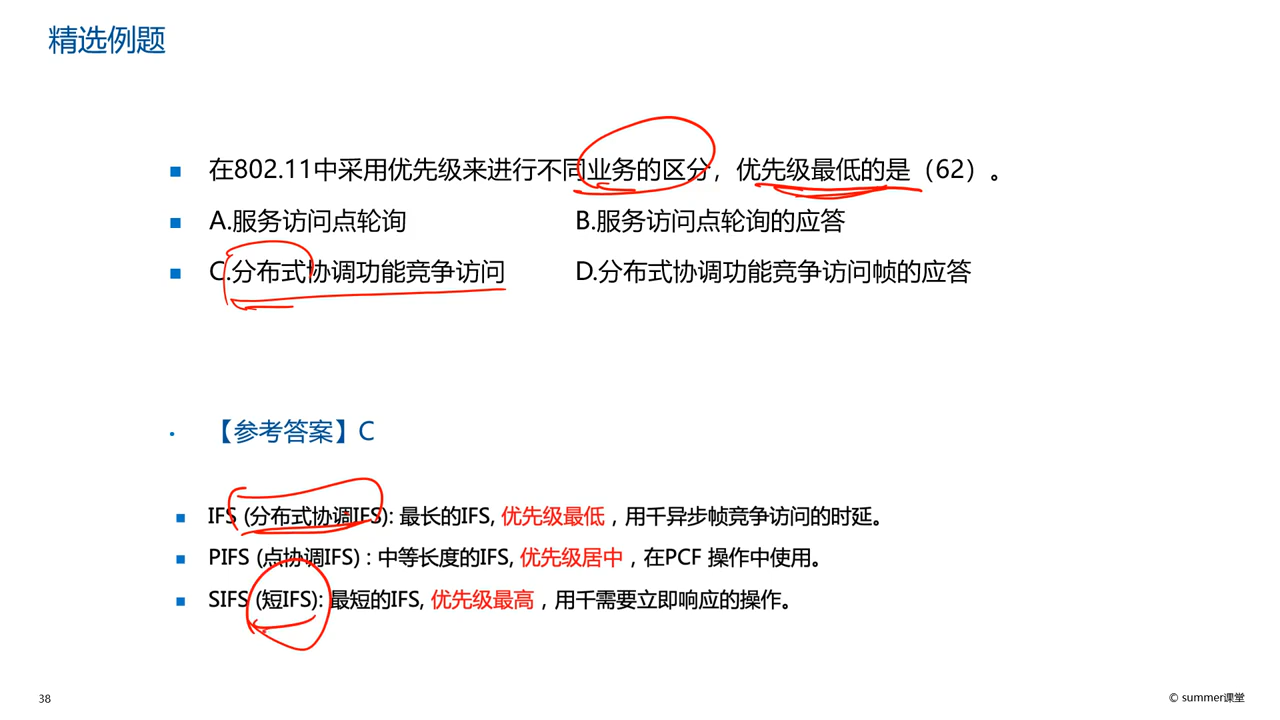 精选例题
在802.11中采用优先级来进行不同业务的区分，优先级最低的是（62）。
A.服务访问点轮询 B.服务访问点轮询的应答
C.分布式协调功能竞争访问 D.分布式协调功能竞争访问帧的应答
【参考答案】C
IFS (分布式协调IFS): 最长的IFS, 优先级最低，用千异步帧竞争访问的时延。
PIFS (点协调IFS) : 中等长度的IFS, 优先级居中，在PCF 操作中使用。
SIFS (短IFS): 最短的IFS, 优先级最高，用千需要立即响应的操作。
38
© summer课堂